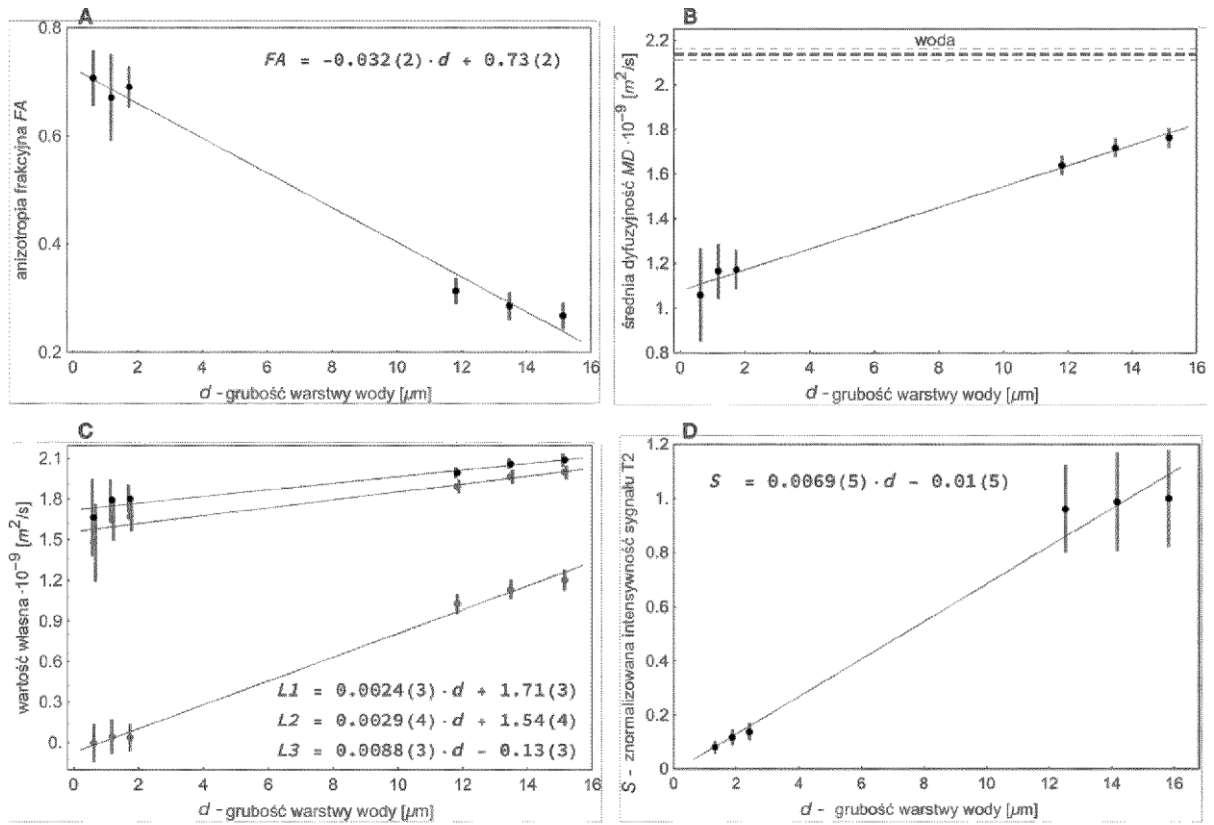 A
0.8
0.6
0.4
0.2
anizotropia frakcyjna FA
FA = -0.032(2) · d + 0.73(2)
0 2 4 6 8 10 12 14 16
d - grubość warstwy wody [μm]
B
2.2
2.
1.8
1.6
1.4
1.2
1.
0.8
średnia dyfuzyjność MD · 10⁻⁹ [m²/s]
woda
0 2 4 6 8 10 12 14 16
d - grubość warstwy wody [μm]
C
2.1
1.8
1.5
1.2
0.9
0.6
0.3
0.
wartość własna · 10⁻⁹ [m²/s]
L1 = 0.0024(3) · d + 1.71(3)
L2 = 0.0029(4) · d + 1.54(4)
L3 = 0.0088(3) · d - 0.13(3)
0 2 4 6 8 10 12 14 16
d - grubość warstwy wody [μm]
D
1.2
1
0.8
0.6
0.4
0.2
0
S - znormalizowana intensywność sygnału T2
S = 0.0069(5) · d - 0.01(5)
0 2 4 6 8 10 12 14 16
d - grubość warstwy wody [μm]